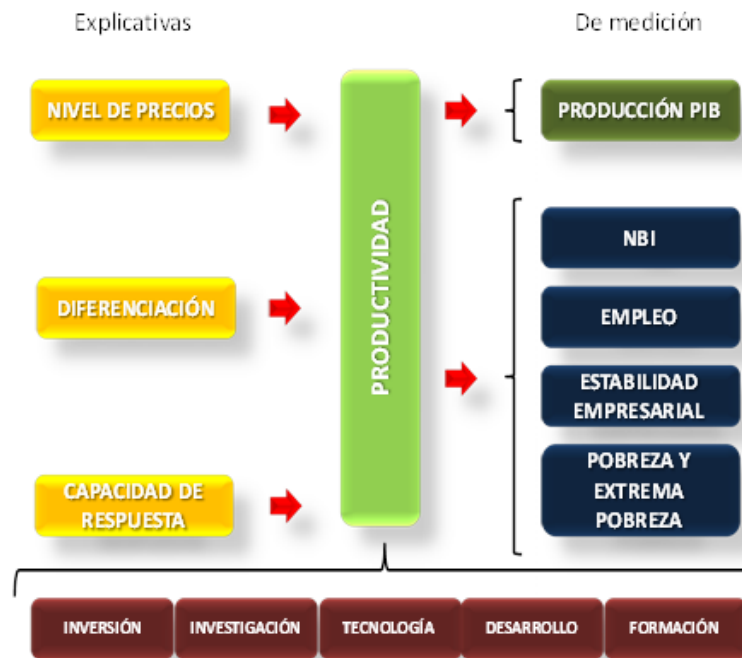 Explicativas
De medición
NIVEL DE PRECIOS
PRODUCCIÓN PIB
PRODUCTIVIDAD
NBI
DIFERENCIACIÓN
EMPLEO
ESTABILIDAD
EMPRESARIAL
CAPACIDAD DE
RESPUESTA
POBREZA Y
EXTREMA
POBREZA
INVERSIÓN
INVESTIGACIÓN
TECNOLOGÍA
DESARROLLO
FORMACIÓN